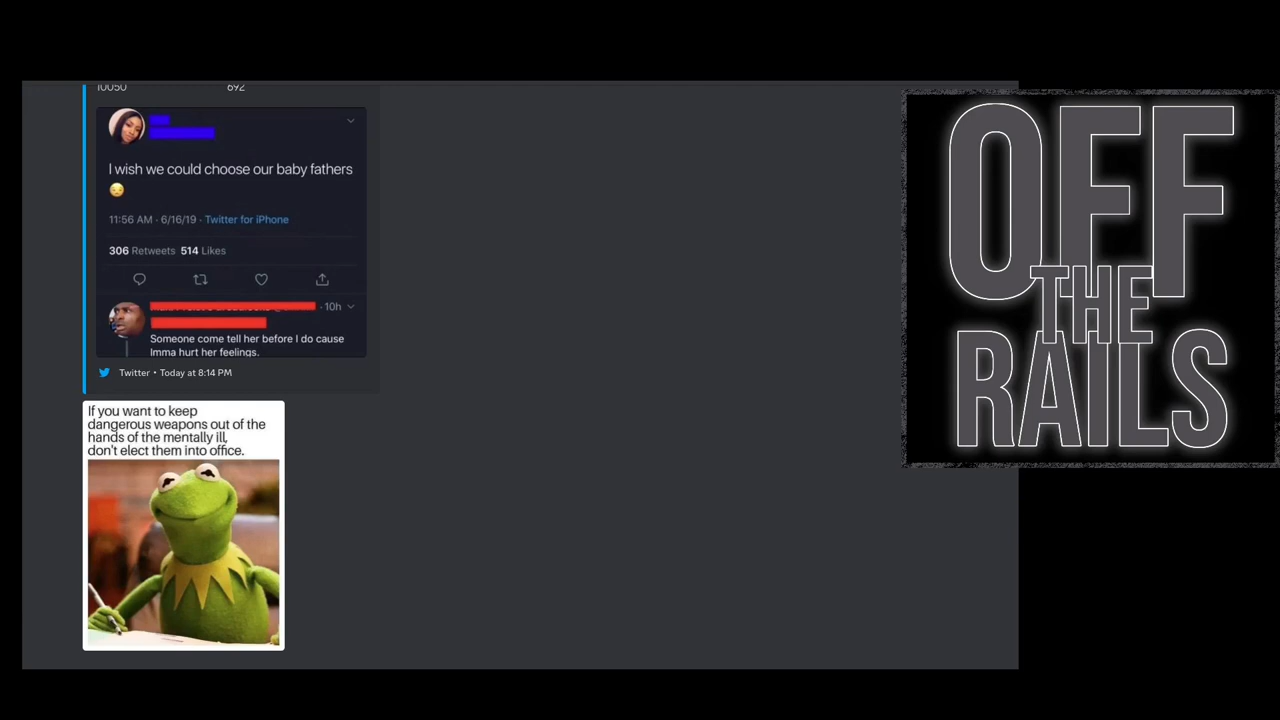 10050 692
I wish we could choose our baby fathers
😒
11:56 AM · 6/16/19 · Twitter for iPhone
306 Retweets 514 Likes
· 10h
Someone come tell her before I do cause
Imma hurt her feelings.
Twitter • Today at 8:14 PM
If you want to keep
dangerous weapons out of the
hands of the mentally ill,
don't elect them into office.
OFF
THE
RAILS